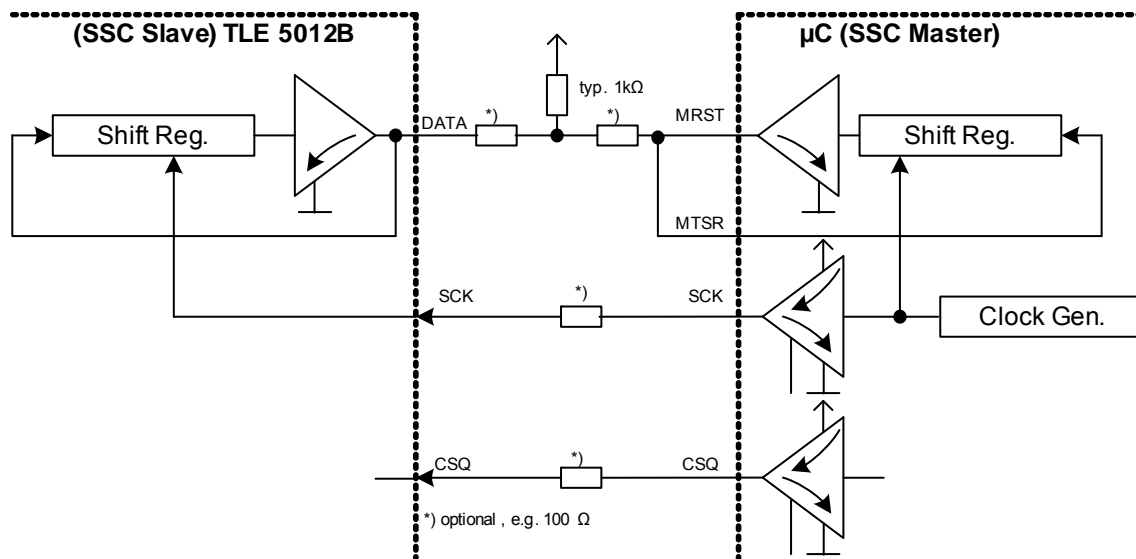 (SSC Slave) TLE 5012B
µC (SSC Master)
typ. 1kΩ
*)
*)
DATA
MRST
Shift Reg.
Shift Reg.
MTSR
*)
SCK
SCK
Clock Gen.
*)
CSQ
CSQ
*) optional , e.g. 100 Ω